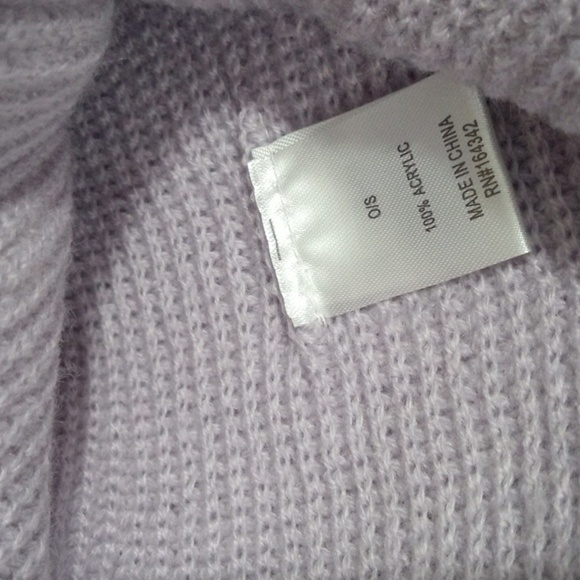 O/S
100% ACRYLIC
MADE IN CHINA
RN#164342